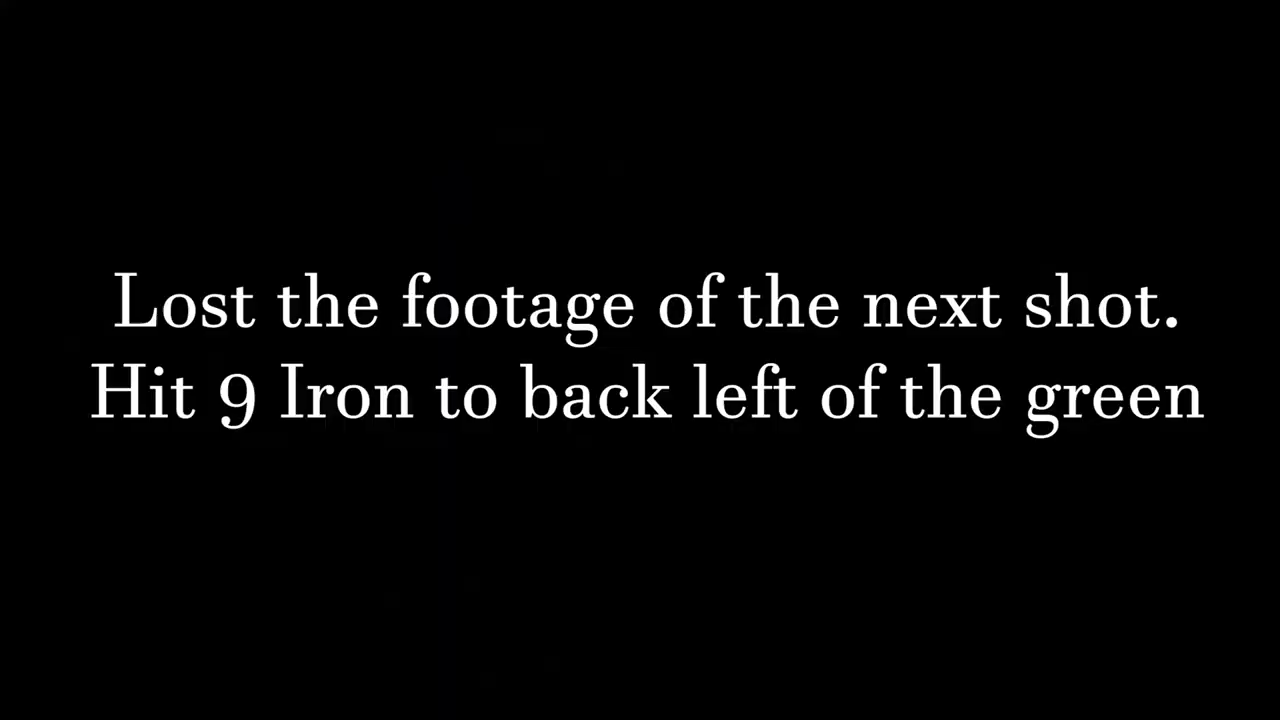 Lost the footage of the next shot.
Hit 9 Iron to back left of the green